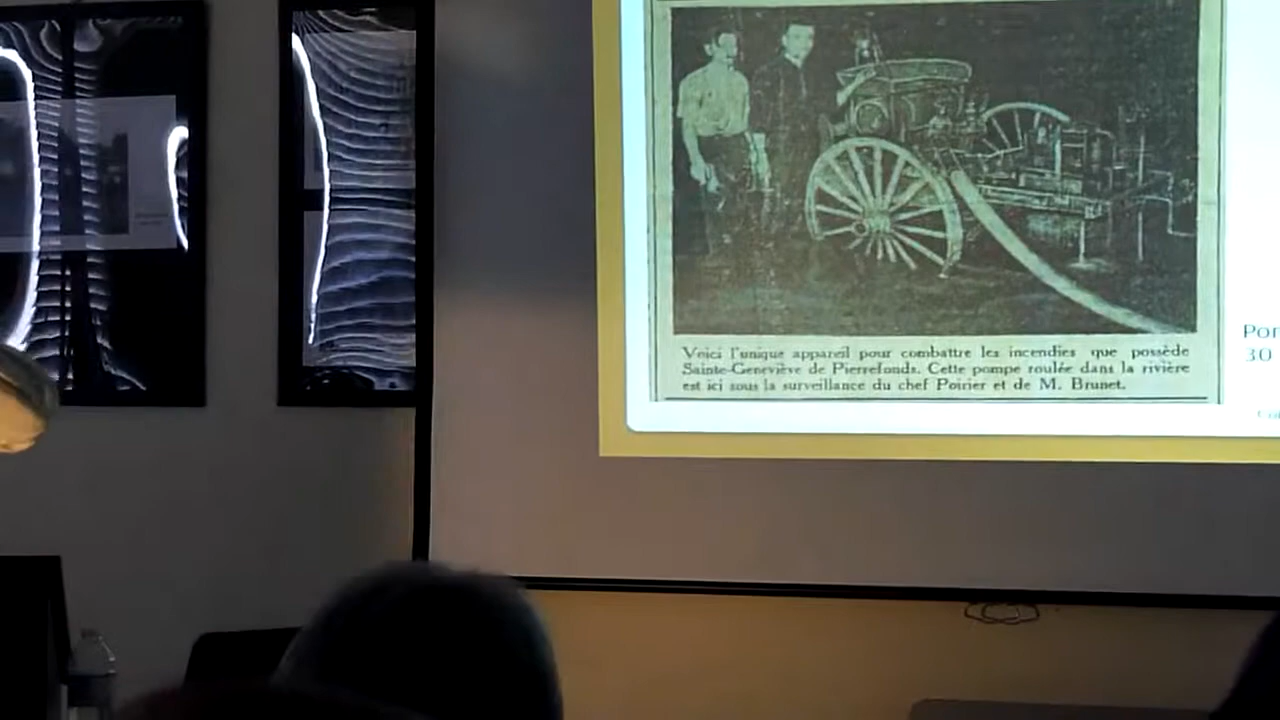 Voici l'unique appareil pour combattre les incendies que possède
Sainte-Geneviève de Pierrefonds. Cette pompe roulée dans la rivière
est ici sous la surveillance du chef Poirier et de M. Brunet.
30